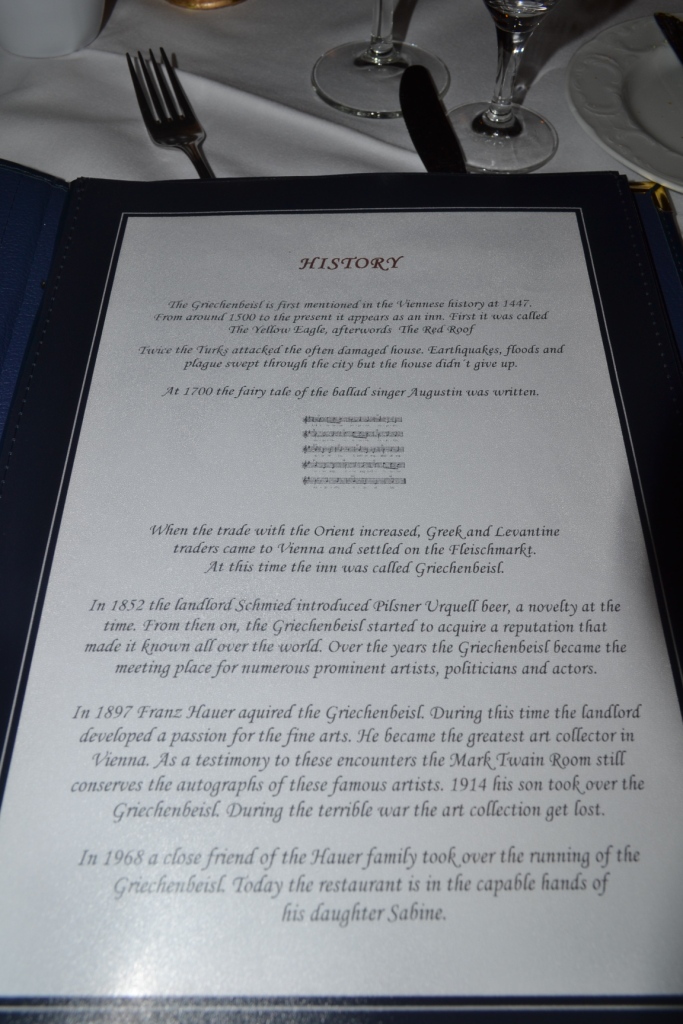 HISTORY
The Griechenbeisl is first mentioned in the Viennese history at 1447.
From around 1500 to the present it appears as an inn. First it was called
The Yellow Eagle, afterwords The Red Roof
Twice the Turks attacked the often damaged house. Earthquakes, floods and
plague swept through the city but the house didn´t give up.
At 1700 the fairy tale of the ballad singer Augustin was written.
When the trade with the Orient increased, Greek and Levantine
traders came to Vienna and settled on the Fleischmarkt.
At this time the inn was called Griechenbeisl.
In 1852 the landlord Schmied introduced Pilsner Urquell beer, a novelty at the
time. From then on, the Griechenbeisl started to acquire a reputation that
made it known all over the world. Over the years the Griechenbeisl became the
meeting place for numerous prominent artists, politicians and actors.
In 1897 Franz Hauer aquired the Griechenbeisl. During this time the landlord
developed a passion for the fine arts. He became the greatest art collector in
Vienna. As a testimony to these encounters the Mark Twain Room still
conserves the autographs of these famous artists. 1914 his son took over the
Griechenbeisl. During the terrible war the art collection get lost.
In 1968 a close friend of the Hauer family took over the running of the
Griechenbeisl. Today the restaurant is in the capable hands of
his daughter Sabine.